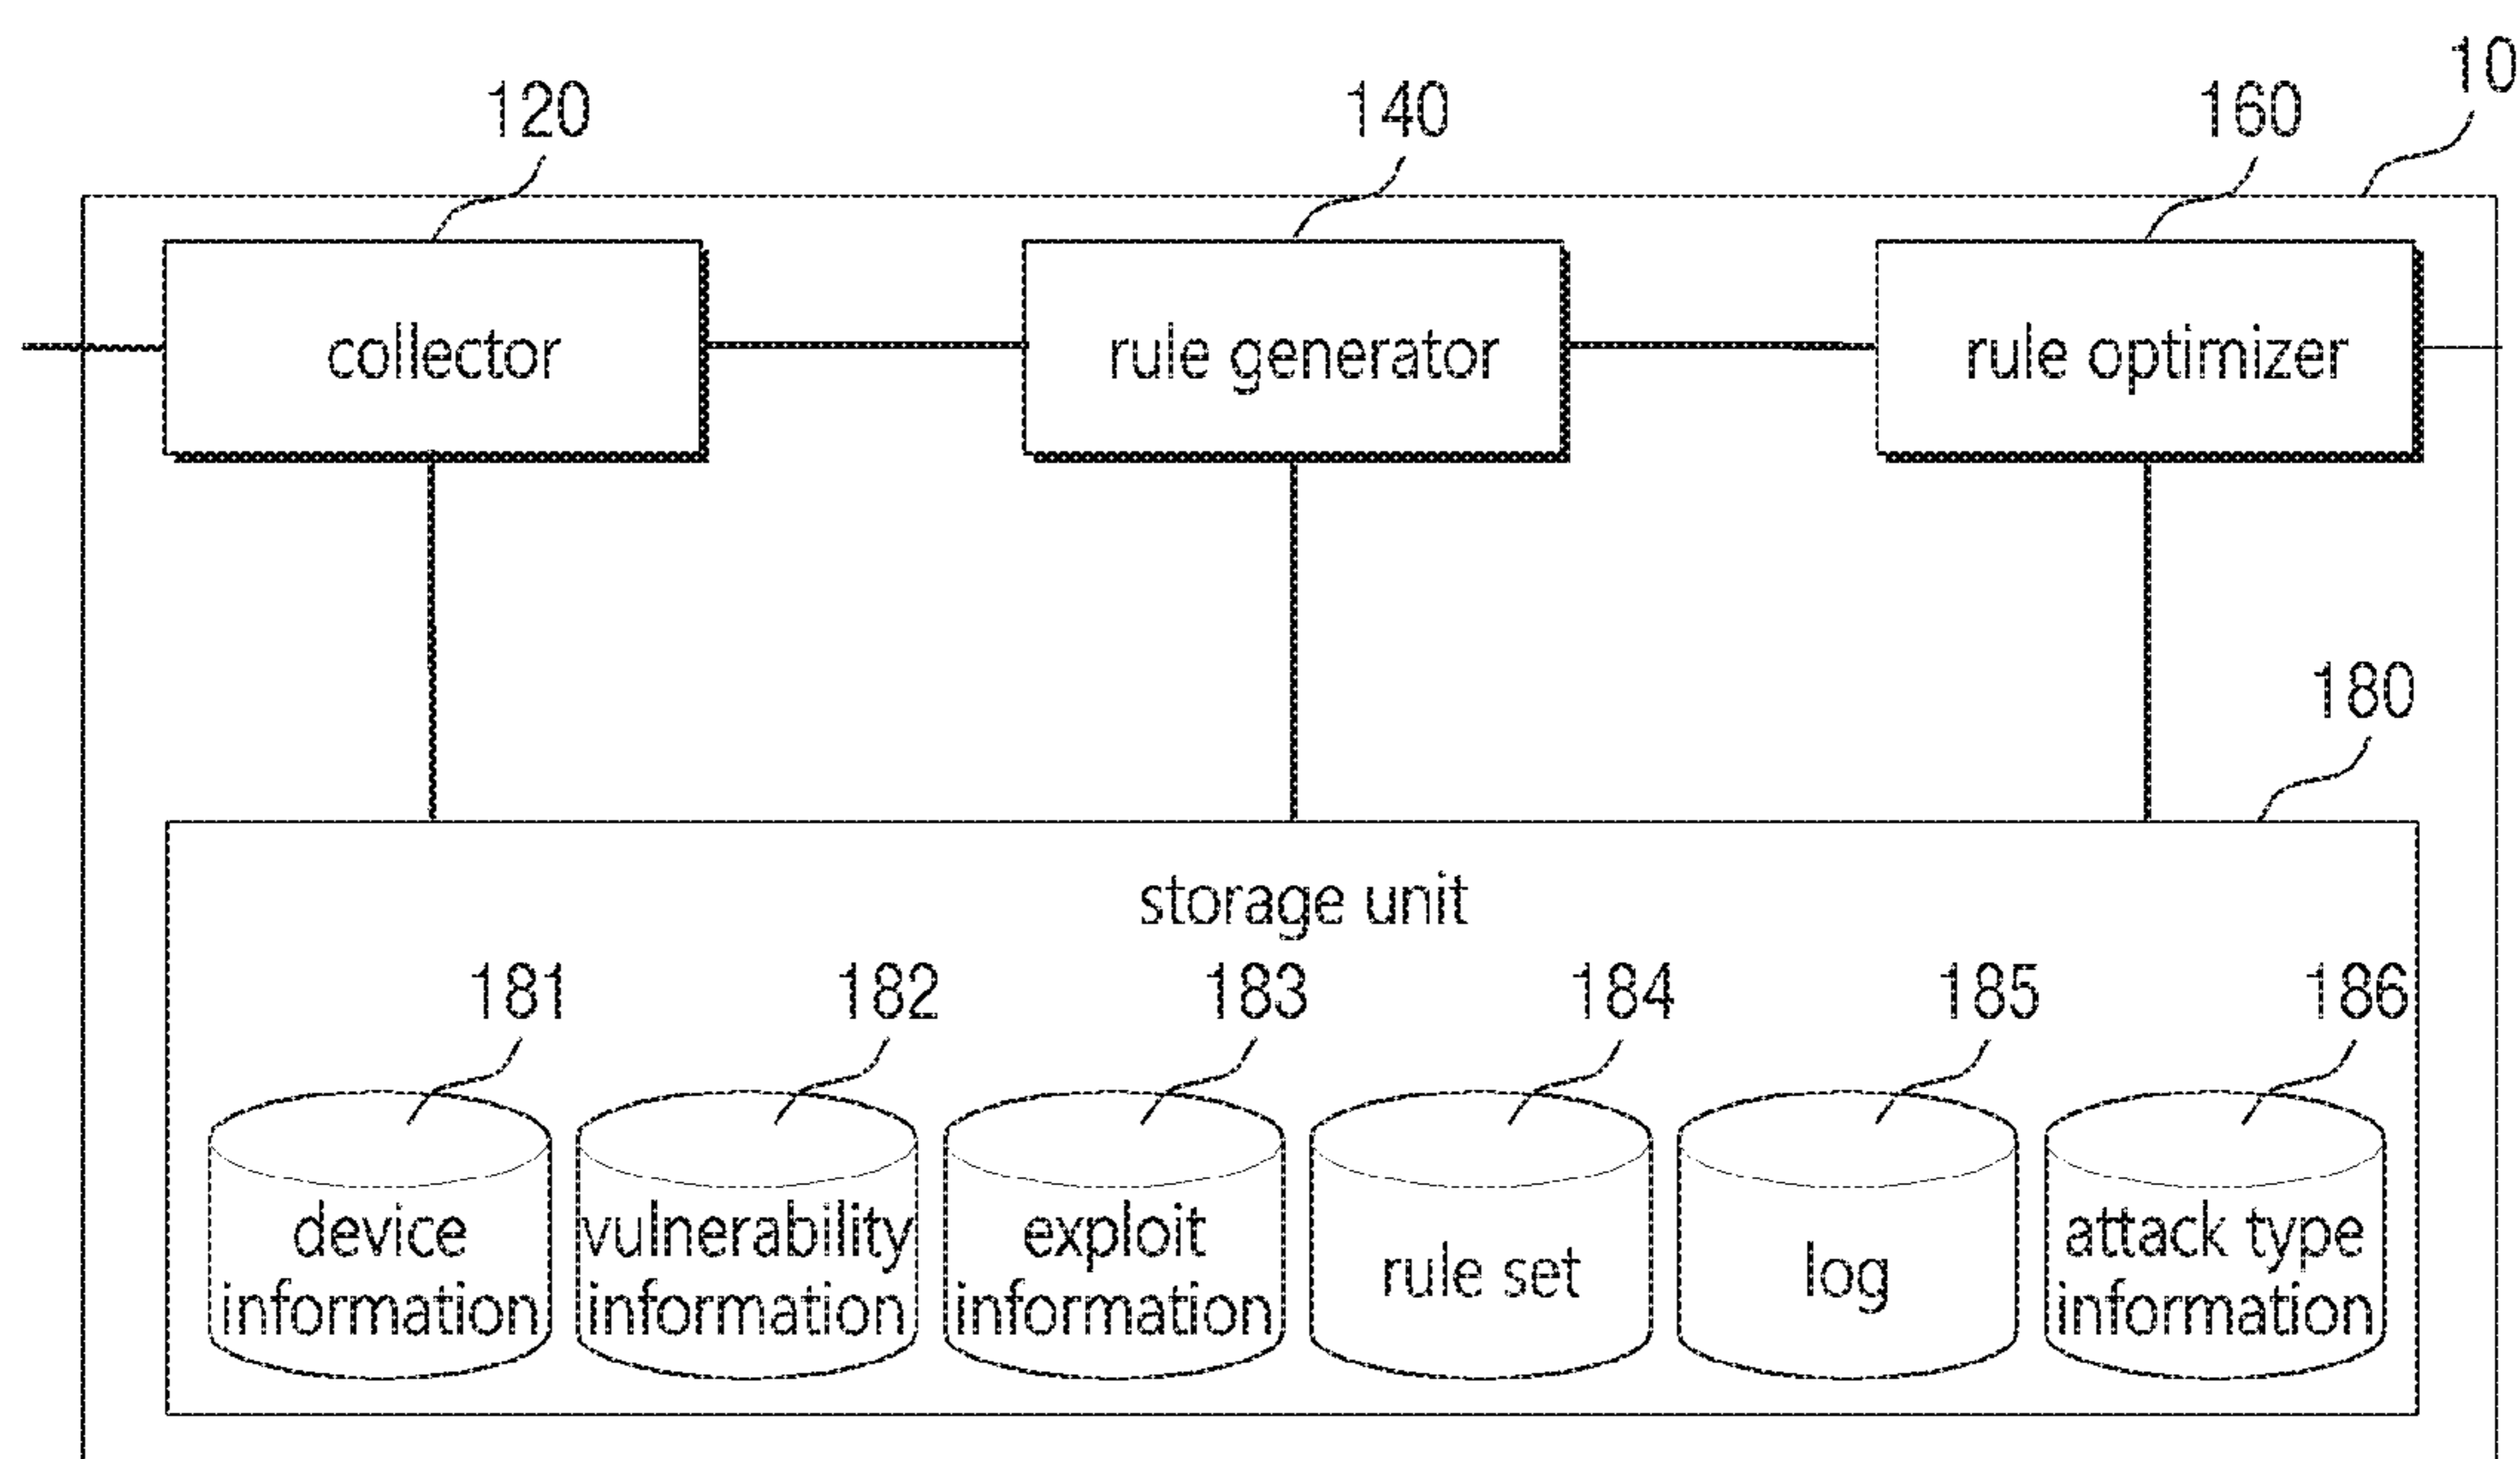 10
120
140
160
collector
rule generator
rule optimizer
180
storage unit
181
182
183
184
185
186
device
information
vulnerability
information
exploit
information
rule set
log
attack type
information